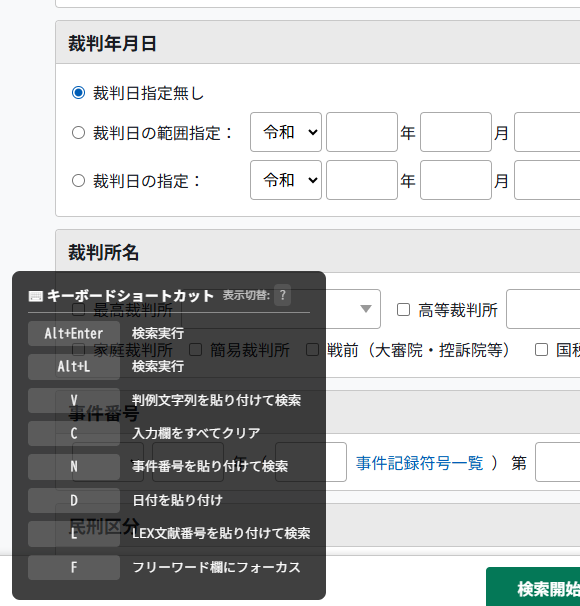 裁判年月日
裁判日指定無し
裁判日の範囲指定： 令和 年 月
裁判日の指定： 令和 年 月
裁判所名
最高裁判所 高等裁判所
家庭裁判所 簡易裁判所 戦前（大審院・控訴院等） 国税
事件番号
年（ 事件記録符号一覧 ） 第
民刑区分
検索開始
キーボードショートカット 表示切替: ?
Alt+Enter 検索実行
Alt+L 検索実行
V 判例文字列を貼り付けて検索
C 入力欄をすべてクリア
N 事件番号を貼り付けて検索
D 日付を貼り付け
L LEX文献番号を貼り付けて検索
F フリーワード欄にフォーカス